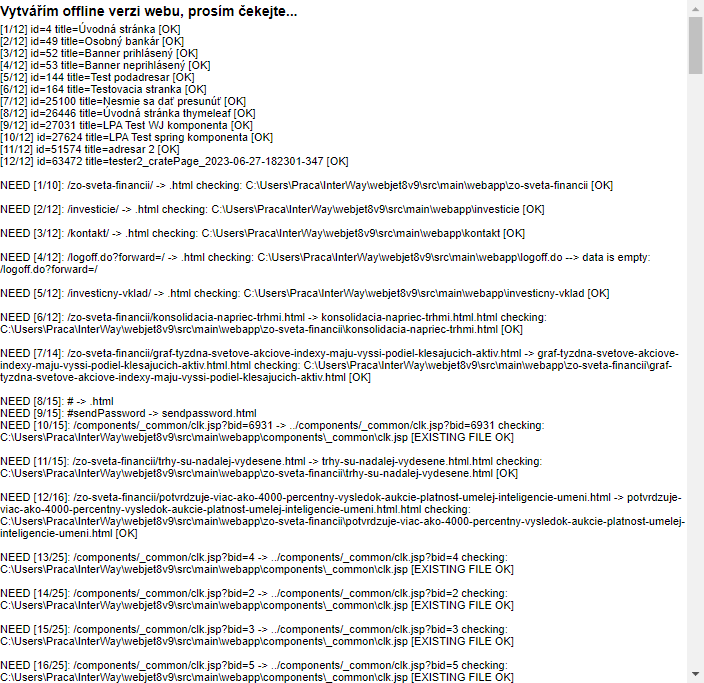 Vytvářím offline verzi webu, prosím čekejte...
[1/12] id=4 title=Úvodná stránka [OK]
[2/12] id=49 title=Osobný bankár [OK]
[3/12] id=52 title=Banner prihlásený [OK]
[4/12] id=53 title=Banner neprihlásený [OK]
[5/12] id=144 title=Test podadresar [OK]
[6/12] id=164 title=Testovacia stranka [OK]
[7/12] id=25100 title=Nesmie sa dať presunúť [OK]
[8/12] id=26446 title=Úvodná stránka thymeleaf [OK]
[9/12] id=27031 title=LPA Test WJ komponenta [OK]
[10/12] id=27624 title=LPA Test spring komponenta [OK]
[11/12] id=51574 title=adresar 2 [OK]
[12/12] id=63472 title=tester2_cratePage_2023-06-27-182301-347 [OK]
NEED [1/10]: /zo-sveta-financii/ -> .html checking: C:\Users\Praca\InterWay\webjet8v9\src\main\webapp\zo-sveta-financii [OK]
NEED [2/12]: /investicie/ -> .html checking: C:\Users\Praca\InterWay\webjet8v9\src\main\webapp\investicie [OK]
NEED [3/12]: /kontakt/ -> .html checking: C:\Users\Praca\InterWay\webjet8v9\src\main\webapp\kontakt [OK]
NEED [4/12]: /logoff.do?forward=/ -> .html checking: C:\Users\Praca\InterWay\webjet8v9\src\main\webapp\logoff.do --> data is empty:
/logoff.do?forward=/
NEED [5/12]: /investicny-vklad/ -> .html checking: C:\Users\Praca\InterWay\webjet8v9\src\main\webapp\investicny-vklad [OK]
NEED [6/12]: /zo-sveta-financii/konsolidacia-napriec-trhmi.html -> konsolidacia-napriec-trhmi.html.html checking:
C:\Users\Praca\InterWay\webjet8v9\src\main\webapp\zo-sveta-financii\konsolidacia-napriec-trhmi.html [OK]
NEED [7/14]: /zo-sveta-financii/graf-tyzdna-svetove-akciove-indexy-maju-vyssi-podiel-klesajucich-aktiv.html -> graf-tyzdna-svetove-akciove-
indexy-maju-vyssi-podiel-klesajucich-aktiv.html.html checking: C:\Users\Praca\InterWay\webjet8v9\src\main\webapp\zo-sveta-financii\graf-
tyzdna-svetove-akciove-indexy-maju-vyssi-podiel-klesajucich-aktiv.html [OK]
NEED [8/15]: # -> .html
NEED [9/15]: #sendPassword -> sendpassword.html
NEED [10/15]: /components/_common/clk.jsp?bid=6931 -> ../components/_common/clk.jsp?bid=6931 checking:
C:\Users\Praca\InterWay\webjet8v9\src\main\webapp\components\_common\clk.jsp [EXISTING FILE OK]
NEED [11/15]: /zo-sveta-financii/trhy-su-nadalej-vydesene.html -> trhy-su-nadalej-vydesene.html.html checking:
C:\Users\Praca\InterWay\webjet8v9\src\main\webapp\zo-sveta-financii\trhy-su-nadalej-vydesene.html [OK]
NEED [12/16]: /zo-sveta-financii/potvrdzuje-viac-ako-4000-percentny-vysledok-aukcie-platnost-umelej-inteligencie-umeni.html -> potvrdzuje-
viac-ako-4000-percentny-vysledok-aukcie-platnost-umelej-inteligencie-umeni.html.html checking:
C:\Users\Praca\InterWay\webjet8v9\src\main\webapp\zo-sveta-financii\potvrdzuje-viac-ako-4000-percentny-vysledok-aukcie-platnost-umelej-
inteligencie-umeni.html [OK]
NEED [13/25]: /components/_common/clk.jsp?bid=4 -> ../components/_common/clk.jsp?bid=4 checking:
C:\Users\Praca\InterWay\webjet8v9\src\main\webapp\components\_common\clk.jsp [EXISTING FILE OK]
NEED [14/25]: /components/_common/clk.jsp?bid=2 -> ../components/_common/clk.jsp?bid=2 checking:
C:\Users\Praca\InterWay\webjet8v9\src\main\webapp\components\_common\clk.jsp [EXISTING FILE OK]
NEED [15/25]: /components/_common/clk.jsp?bid=3 -> ../components/_common/clk.jsp?bid=3 checking:
C:\Users\Praca\InterWay\webjet8v9\src\main\webapp\components\_common\clk.jsp [EXISTING FILE OK]
NEED [16/25]: /components/_common/clk.jsp?bid=5 -> ../components/_common/clk.jsp?bid=5 checking:
C:\Users\Praca\InterWay\webjet8v9\src\main\webapp\components\_common\clk.jsp [EXISTING FILE OK]